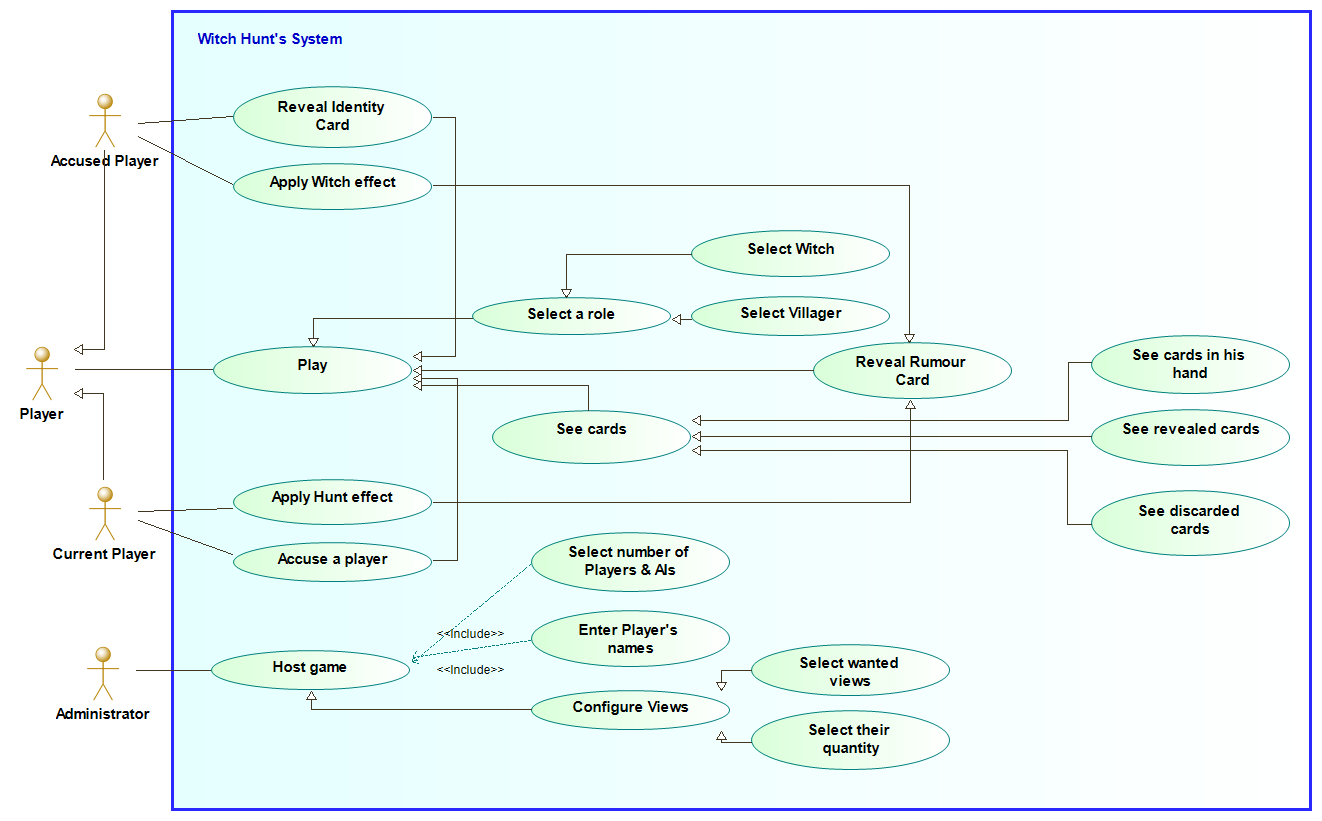 Witch Hunt's System
Reveal Identity
Card
Accused Player
Apply Witch effect
Select Witch
Select a role
Select Villager
Play
Reveal Rumour
Card
See cards in his
hand
Player
See cards
See revealed cards
Apply Hunt effect
See discarded
cards
Current Player
Accuse a player
Select number of
Players & AIs
<<Include>>
Enter Player's
names
<<Include>>
Host game
Select wanted
views
Administrator
Configure Views
Select their
quantity